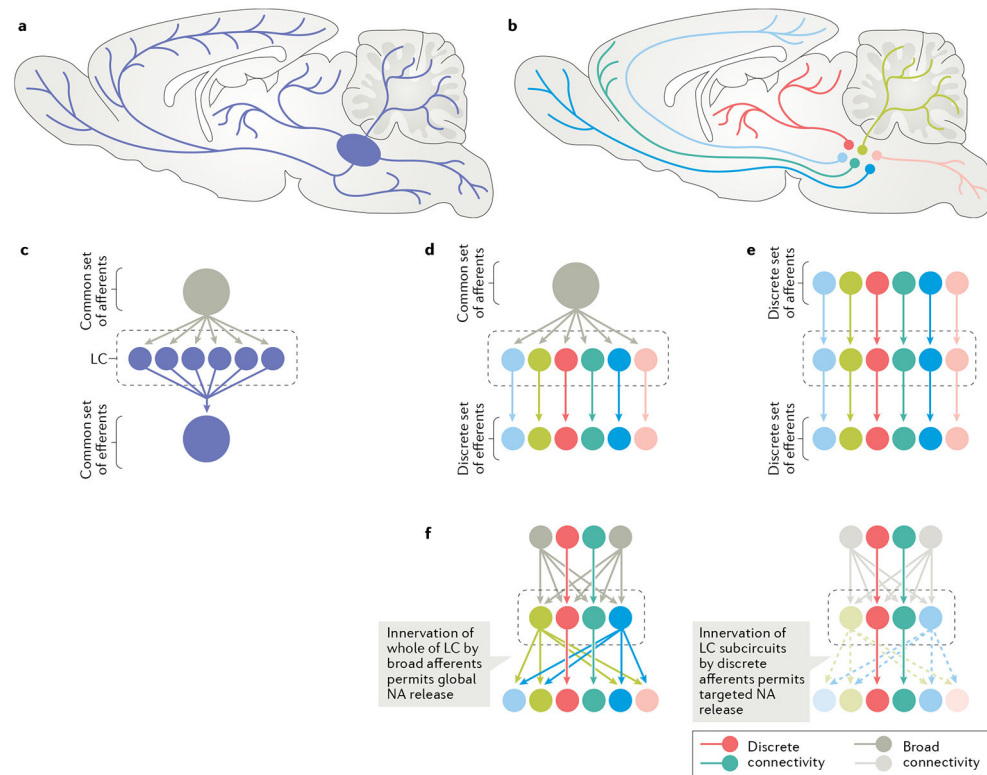 a
b
c
Common set
of afferents
LC
Common set
of efferents
d
Common set
of afferents
Discrete set
of efferents
e
Discrete set
of afferents
Discrete set
of efferents
f
Innervation of
whole of LC by
broad afferents
permits global
NA release
Innervation of
LC subcircuits
by discrete
afferents permits
targeted NA
release
Discrete
connectivity
Broad
connectivity